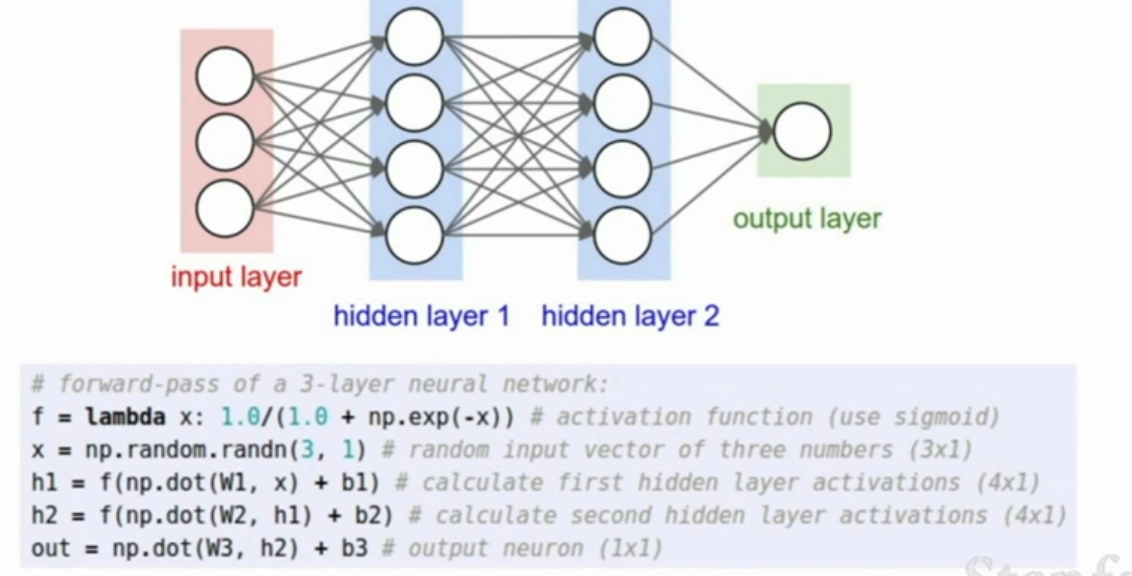 input layer
hidden layer 1
hidden layer 2
output layer
# forward-pass of a 3-layer neural network:
f = lambda x: 1.0/(1.0 + np.exp(-x)) # activation function (use sigmoid)
x = np.random.randn(3, 1) # random input vector of three numbers (3x1)
h1 = f(np.dot(W1, x) + b1) # calculate first hidden layer activations (4x1)
h2 = f(np.dot(W2, h1) + b2) # calculate second hidden layer activations (4x1)
out = np.dot(W3, h2) + b3 # output neuron (1x1)